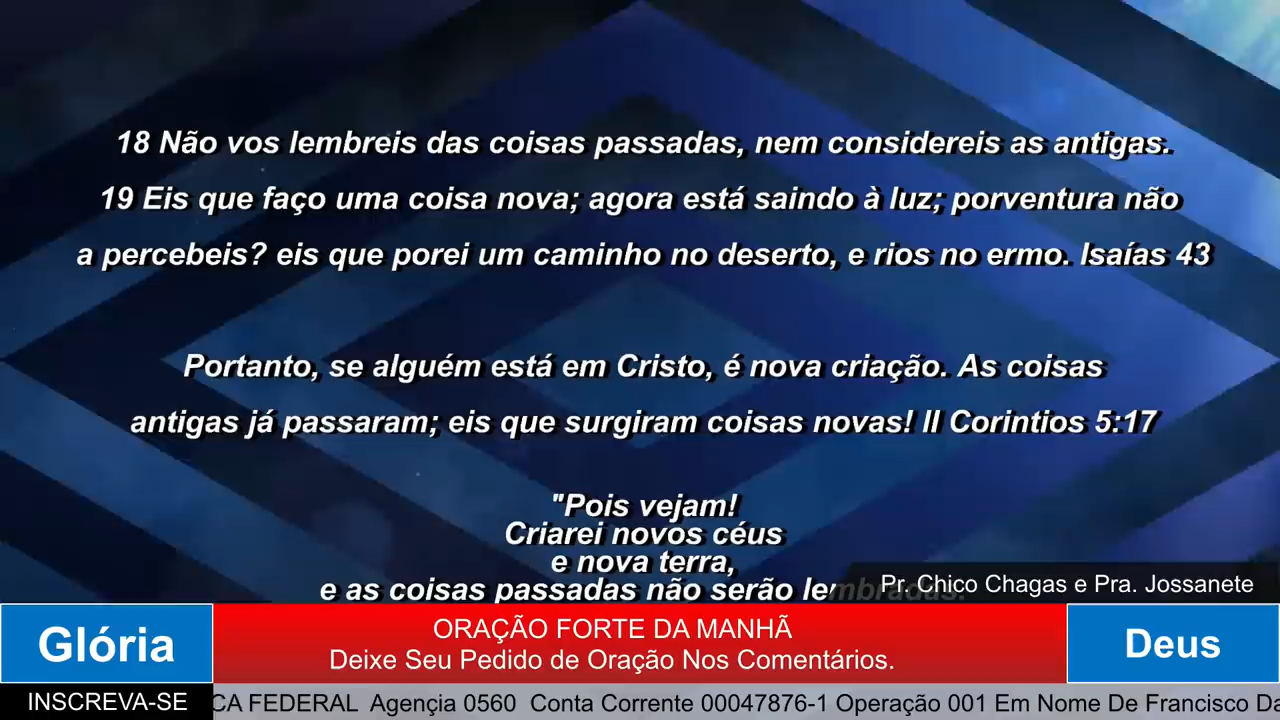 18 Não vos lembreis das coisas passadas, nem considereis as antigas.
19 Eis que faço uma coisa nova; agora está saindo à luz; porventura não
a percebeis? eis que porei um caminho no deserto, e rios no ermo. Isaías 43
Portanto, se alguém está em Cristo, é nova criação. As coisas
antigas já passaram; eis que surgiram coisas novas! II Corintios 5:17
"Pois vejam!
Criarei novos céus
e nova terra,
e as coisas passadas não serão lembradas.
Pr. Chico Chagas e Pra. Jossanete
Glória
ORAÇÃO FORTE DA MANHÃ
Deixe Seu Pedido de Oração Nos Comentários.
Deus
INSCREVA-SE
CA FEDERAL Agençia 0560 Conta Corrente 00047876-1 Operação 001 Em Nome De Francisco Da